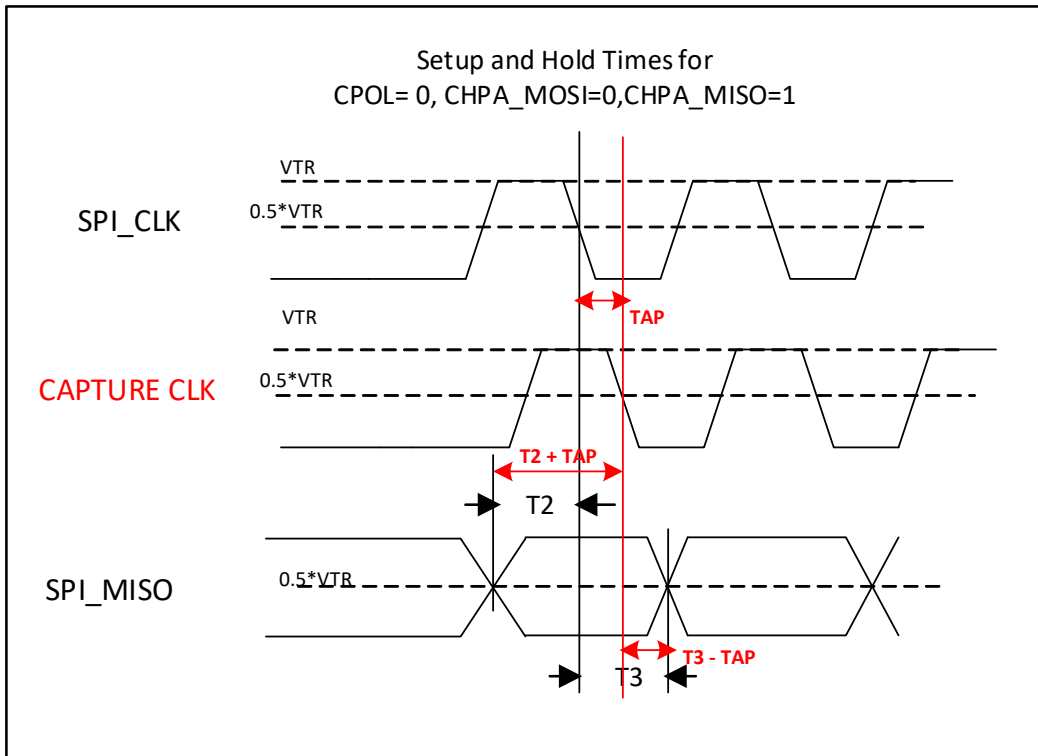 Setup and Hold Times for
CPOL= 0, CHPA_MOSI=0,CHPA_MISO=1
VTR
SPI_CLK
0.5*VTR
TAP
VTR
CAPTURE CLK
0.5*VTR
T2 + TAP
T2
SPI_MISO
0.5*VTR
T3 - TAP
T3